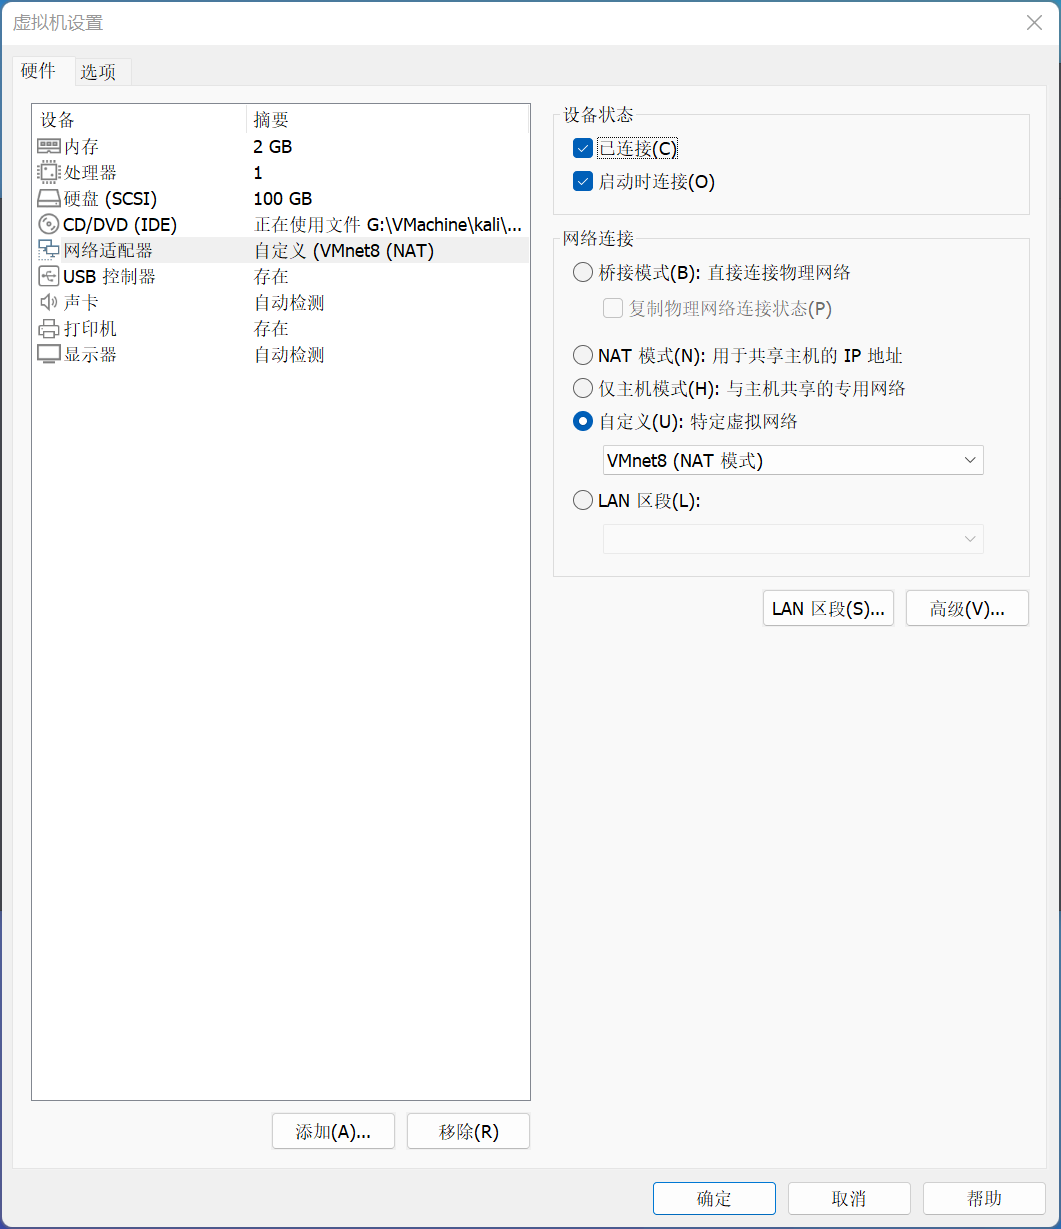 虚拟机设置
硬件 选项
设备 摘要
内存 2 GB
处理器 1
硬盘 (SCSI) 100 GB
CD/DVD (IDE) 正在使用文件 G:\VMachine\kali\...
网络适配器 自定义 (VMnet8 (NAT)
USB 控制器 存在
声卡 自动检测
打印机 存在
显示器 自动检测
添加(A)... 移除(R)
设备状态
已连接(C)
启动时连接(O)
网络连接
桥接模式(B): 直接连接物理网络
复制物理网络连接状态(P)
NAT 模式(N): 用于共享主机的 IP 地址
仅主机模式(H): 与主机共享的专用网络
自定义(U): 特定虚拟网络
VMnet8 (NAT 模式)
LAN 区段(L):
LAN 区段(S)... 高级(V)...
确定 取消 帮助